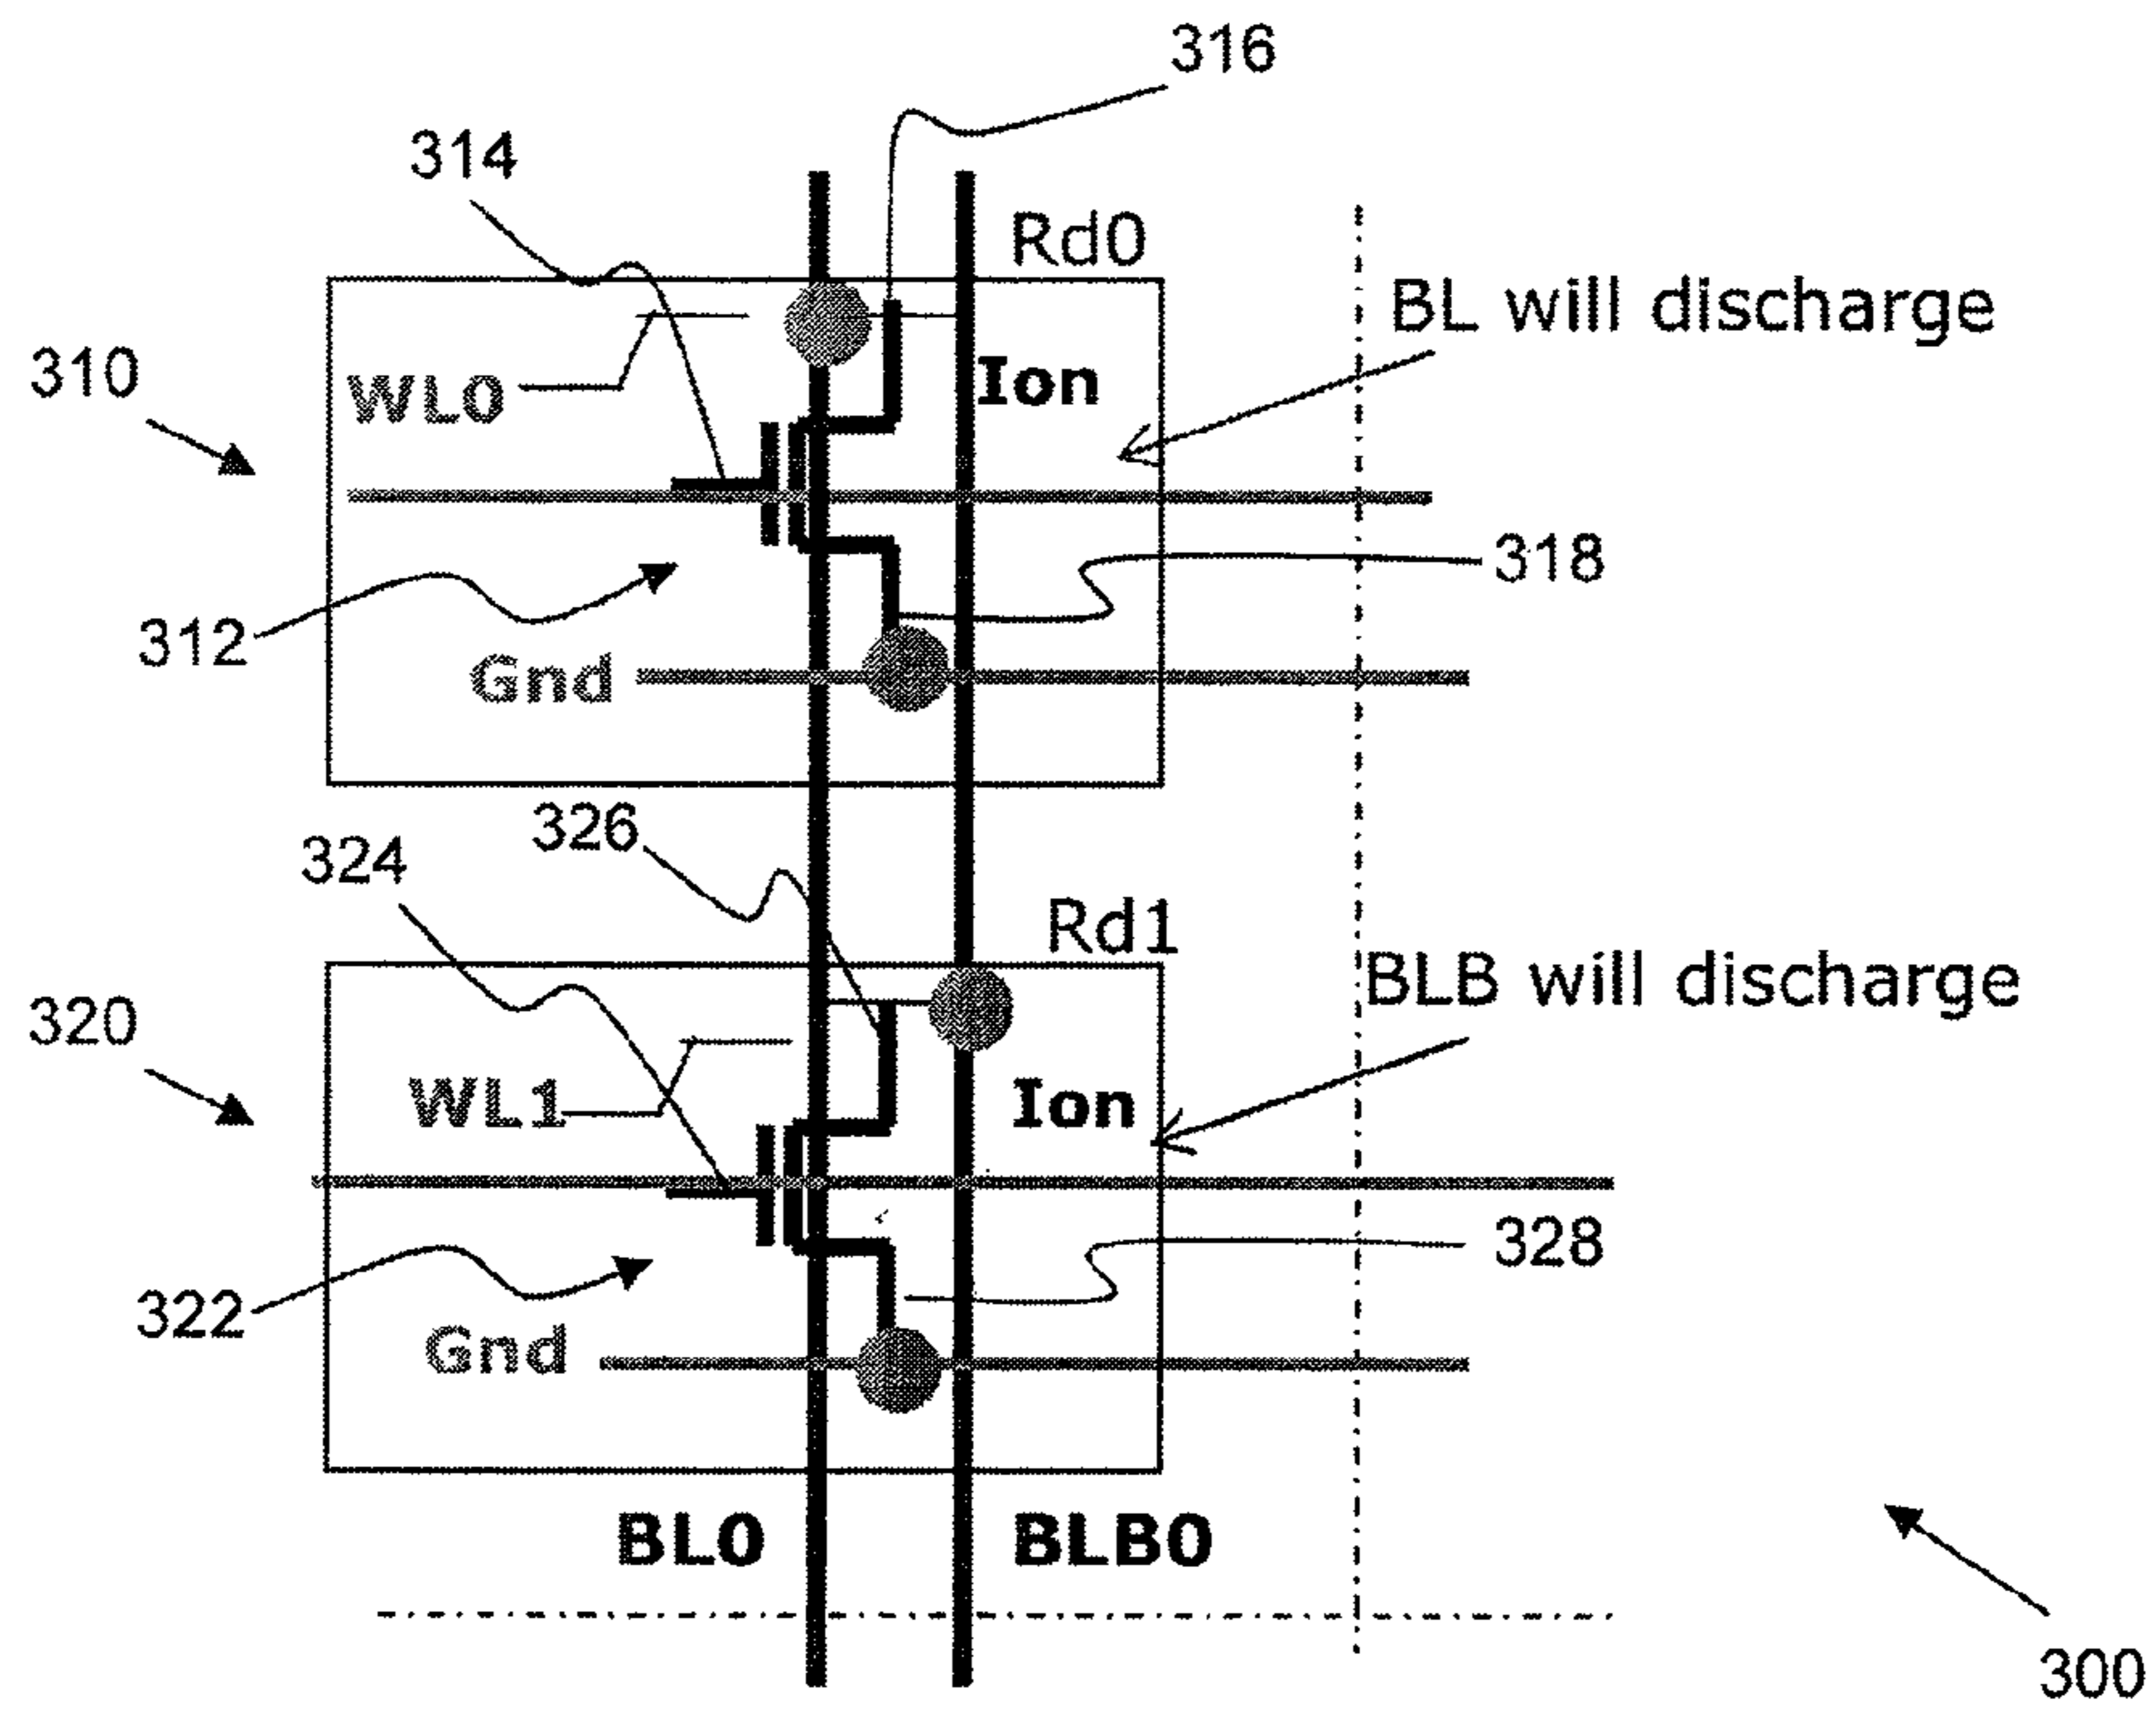 316
314
Rd0
BL will discharge
310
WL0
Ion
318
312
Gnd
326
324
Rd1
BLB will discharge
320
WL1
Ion
328
322
Gnd
BL0
BLB0
300